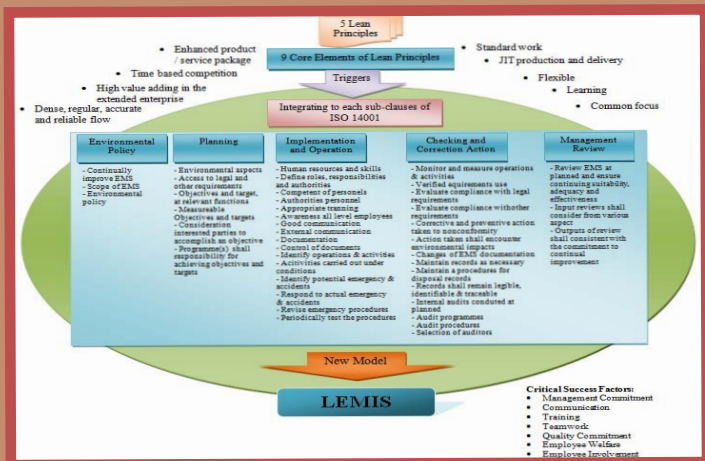 5 Lean
Principles
9 Core Elements of Lean Principles
Triggers
Integrating to each sub-clauses of
ISO 14001
• Enhanced product
/ service package
• Time based competition
• High value adding in the
extended enterprise
• Dense, regular, accurate
and reliable flow
• Standard work
• JIT production and delivery
• Flexible
• Learning
• Common focus
Environmental
Policy
- Continually
improve EMS
- Scope of EMS
- Environmental
policy
Planning
- Environmental aspects
- Access to legal and
other requirements
- Objectives and target,
at relevant functions
- Measureable
Objectives and targets
- Consideration
interested parties to
accomplish an objective
- Programme(s) shall
responsibility for
achieving objectives and
targets
Implementation
and Operation
- Human resources and skills
- Define roles, responsibilities
and authorities
- Competent of personels
- Authorities personnel
- Appropriate tranning
- Awareness all level employees
- Good communication
- External communication
- Documentation
- Control of documents
- Identify operations & activities
- Acitivities carried out under
conditions
- Identify potential emergency &
accidents
- Respond to actual emergency
& accidents
- Revise emergency procedures
- Periodically test the procedures
Checking and
Correction Action
- Monitor and measure operations
& activities
- Verified equirements use
- Evaluate compliance with legal
requirements
- Evaluate compliance withother
requirements
- Corrective and preventive action
taken to nonconformity
- Action taken shall encounter
environmental impacts
- Changes of EMS documentation
- Maintain records as necessary
- Maintain a procedures for
disposal records
- Records shall remain legible,
identifiable & traceable
- Internal audits conduted at
planned
- Audit programmes
- Audit procedures
- Selection of auditors
Management
Review
- Review EMS at
planned and ensure
continuing suitability,
adequacy and
effectiveness
- Input reviews shall
consider from various
aspect
- Outputs of review
shall consistent with
the commitment to
continual
improvement
New Model
LEMIS
Critical Success Factors:
• Management Commitment
• Communication
• Training
• Teamwork
• Quality Commitment
• Employee Welfare
• Employee Involvement